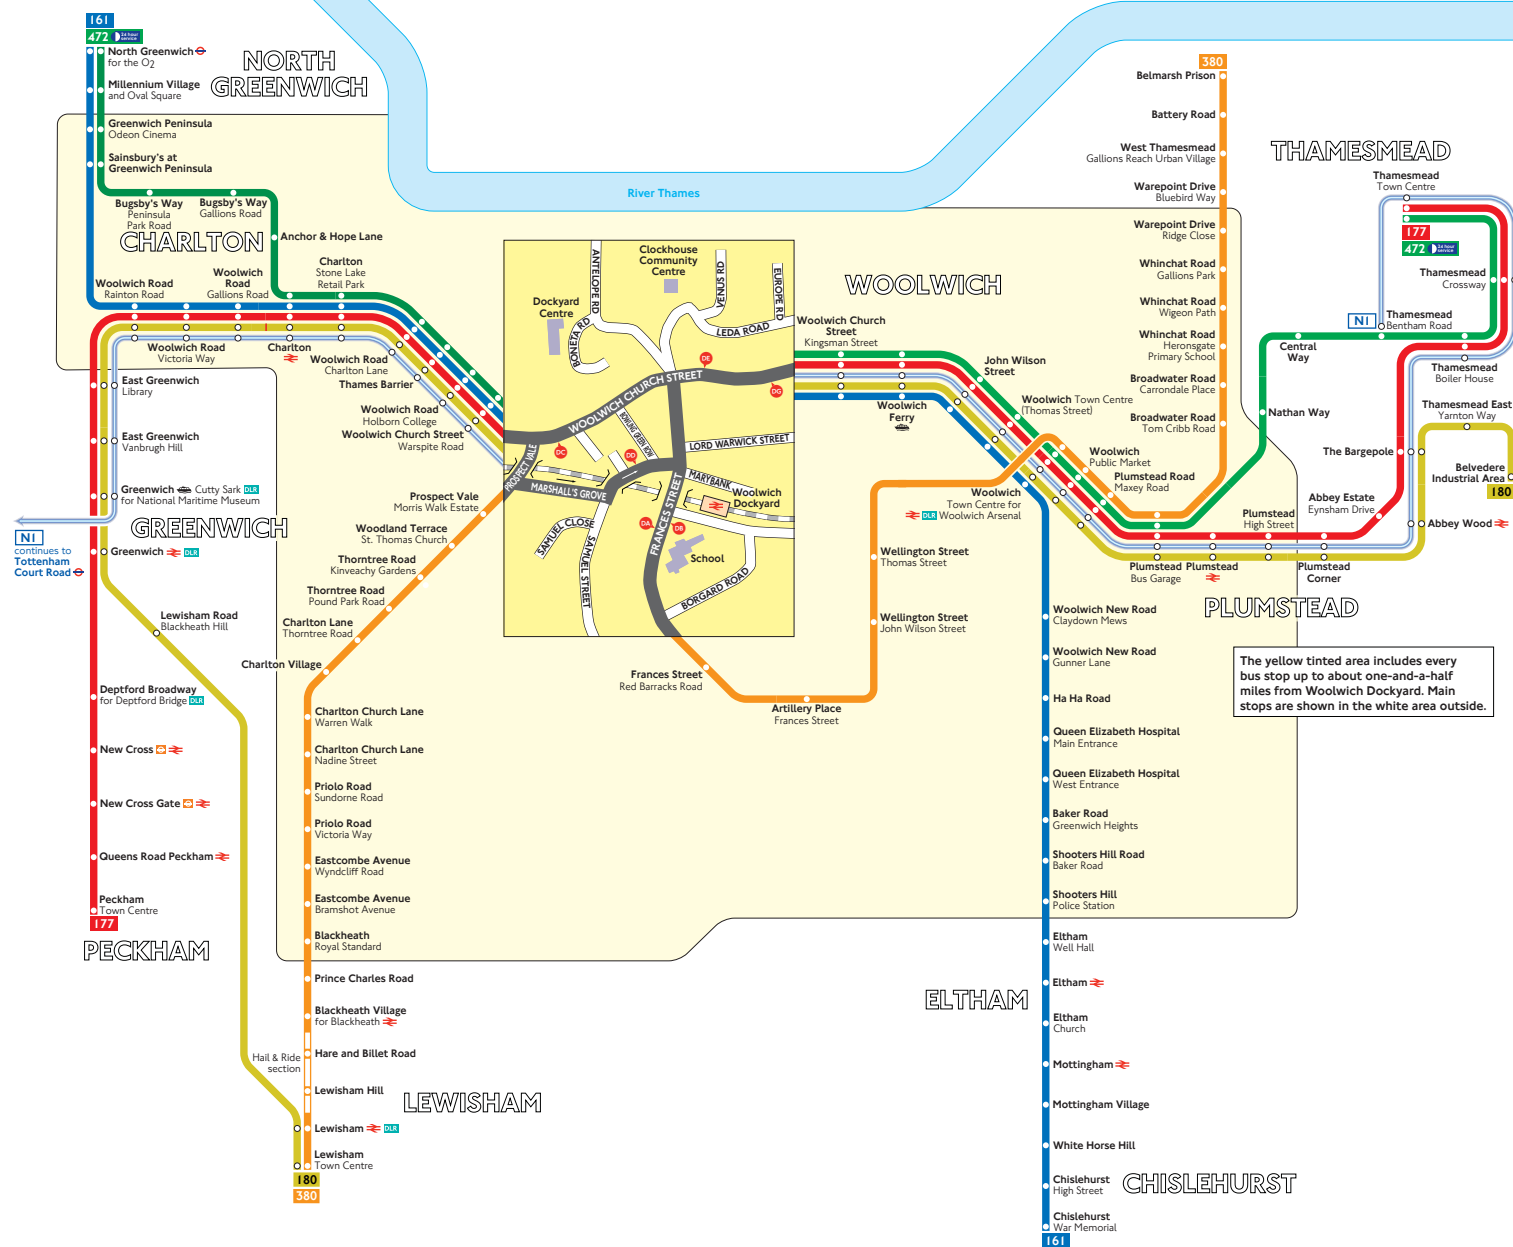 161
472
24 hour
service
North Greenwich
for the O2
NORTH
GREENWICH
Millennium Village
and Oval Square
Greenwich Peninsula
Odeon Cinema
Sainsbury's at
Greenwich Peninsula
Bugsby's Way
Peninsula
Park Road
Bugsby's Way
Gallions Road
CHARLTON
Anchor & Hope Lane
Charlton
Stone Lake
Retail Park
Woolwich
Road
Gallions Road
Woolwich Road
Rainton Road
Woolwich Road
Victoria Way
Charlton
Woolwich Road
Charlton Lane
Thames Barrier
Woolwich Road
Holborn College
Woolwich Church Street
Warspite Road
East Greenwich
Library
East Greenwich
Vanbrugh Hill
Greenwich Cutty Sark DLR
for National Maritime Museum
GREENWICH
N1
continues to
Tottenham
Court Road
Greenwich DLR
Lewisham Road
Blackheath Hill
Deptford Broadway
for Deptford Bridge DLR
New Cross
New Cross Gate
Queens Road Peckham
Peckham
Town Centre
177
PECKHAM
Prospect Vale
Morris Walk Estate
Woodland Terrace
St. Thomas Church
Thorntree Road
Kinveachy Gardens
Thorntree Road
Pound Park Road
Charlton Lane
Thorntree Road
Charlton Village
Charlton Church Lane
Warren Walk
Charlton Church Lane
Nadine Street
Priolo Road
Sundorne Road
Priolo Road
Victoria Way
Eastcombe Avenue
Wyndcliff Road
Eastcombe Avenue
Bramshot Avenue
Blackheath
Royal Standard
Prince Charles Road
Blackheath Village
for Blackheath
Hail & Ride
section
Hare and Billet Road
Lewisham Hill
LEWISHAM
Lewisham DLR
Lewisham
Town Centre
180
380
River Thames
ANTELOPE RD
Clockhouse
Community
Centre
VENUS RD
EUROPE RD
Dockyard
Centre
BONETA RD
LEDA ROAD
DE
DG
WOOLWICH CHURCH STREET
BOWLING GREEN ROW
LORD WARWICK STREET
DC
DD
PROSPECT VALE
MARSHALL'S GROVE
MARYBANK
Woolwich
Dockyard
SAMUEL CLOSE
SAMUEL STREET
FRANCES STREET
DA
DB
School
BORGARD ROAD
Frances Street
Red Barracks Road
Artillery Place
Frances Street
WOOLWICH
Woolwich Church
Street
Kingsman Street
Woolwich
Ferry
John Wilson
Street
Woolwich Town Centre
(Thomas Street)
Woolwich
Public Market
Plumstead Road
Maxey Road
Woolwich
Town Centre for
DLR Woolwich Arsenal
Wellington Street
Thomas Street
Wellington Street
John Wilson Street
380
Belmarsh Prison
Battery Road
West Thamesmead
Gallions Reach Urban Village
Warepoint Drive
Bluebird Way
Warepoint Drive
Ridge Close
Whinchat Road
Gallions Park
Whinchat Road
Wigeon Path
Whinchat Road
Heronsgate
Primary School
Broadwater Road
Carrondale Place
Broadwater Road
Tom Cribb Road
THAMESMEAD
Thamesmead
Town Centre
177
472
24 hour
service
Thamesmead
Crossway
N1
Thamesmead
Bentham Road
Central
Way
Thamesmead
Boiler House
Nathan Way
Thamesmead East
Yarnton Way
The Bargepole
Belvedere
Industrial Area
180
Abbey Estate
Eynsham Drive
Abbey Wood
Plumstead
High Street
Plumstead
Bus Garage
Plumstead
Plumstead
Corner
PLUMSTEAD
The yellow tinted area includes every
bus stop up to about one-and-a-half
miles from Woolwich Dockyard. Main
stops are shown in the white area outside.
Woolwich New Road
Claydown Mews
Woolwich New Road
Gunner Lane
Ha Ha Road
Queen Elizabeth Hospital
Main Entrance
Queen Elizabeth Hospital
West Entrance
Baker Road
Greenwich Heights
Shooters Hill Road
Baker Road
Shooters Hill
Police Station
Eltham
Well Hall
ELTHAM
Eltham
Eltham
Church
Mottingham
Mottingham Village
White Horse Hill
Chislehurst
High Street
CHISLEHURST
Chislehurst
War Memorial
161